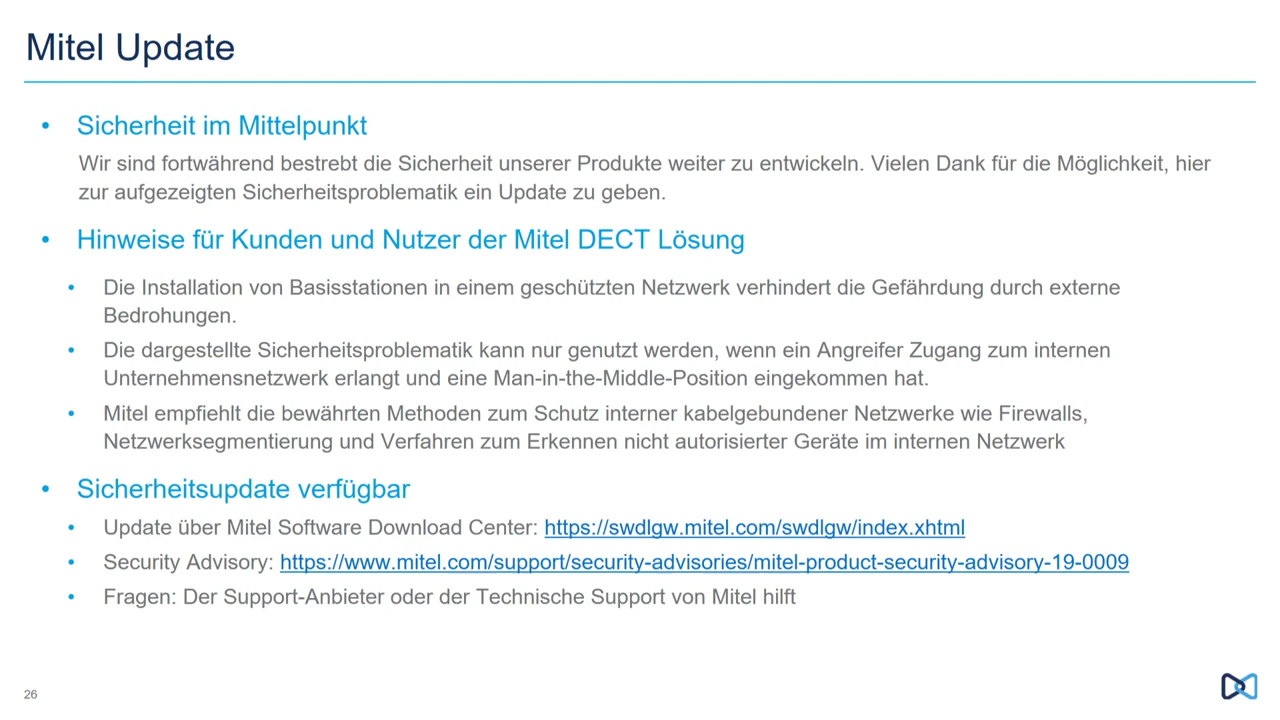 Mitel Update
• Sicherheit im Mittelpunkt
Wir sind fortwährend bestrebt die Sicherheit unserer Produkte weiter zu entwickeln. Vielen Dank für die Möglichkeit, hier
zur aufgezeigten Sicherheitsproblematik ein Update zu geben.
• Hinweise für Kunden und Nutzer der Mitel DECT Lösung
• Die Installation von Basisstationen in einem geschützten Netzwerk verhindert die Gefährdung durch externe
Bedrohungen.
• Die dargestellte Sicherheitsproblematik kann nur genutzt werden, wenn ein Angreifer Zugang zum internen
Unternehmensnetzwerk erlangt und eine Man-in-the-Middle-Position eingekommen hat.
• Mitel empfiehlt die bewährten Methoden zum Schutz interner kabelgebundener Netzwerke wie Firewalls,
Netzwerksegmentierung und Verfahren zum Erkennen nicht autorisierter Geräte im internen Netzwerk
• Sicherheitsupdate verfügbar
• Update über Mitel Software Download Center: https://swdlgw.mitel.com/swdlgw/index.xhtml
• Security Advisory: https://www.mitel.com/support/security-advisories/mitel-product-security-advisory-19-0009
• Fragen: Der Support-Anbieter oder der Technische Support von Mitel hilft
26